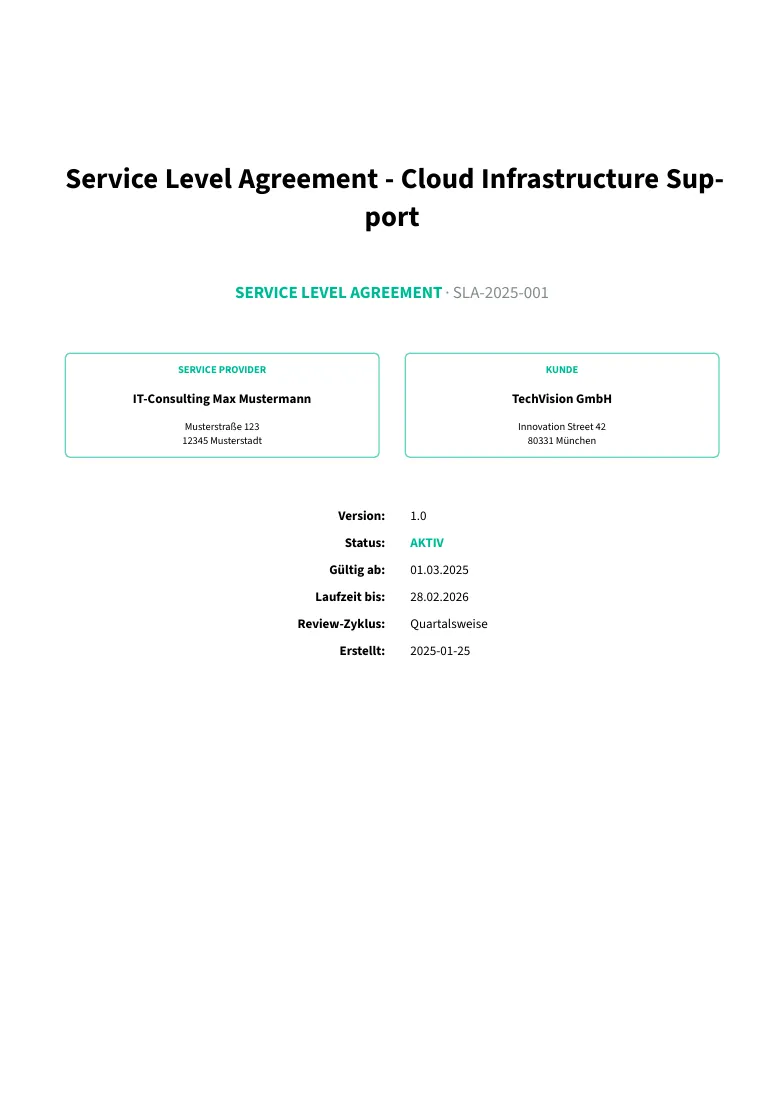 Service Level Agreement - Cloud Infrastructure Sup-
port
SERVICE LEVEL AGREEMENT · SLA-2025-001
SERVICE PROVIDER
IT-Consulting Max Mustermann
Musterstraße 123
12345 Musterstadt
KUNDE
TechVision GmbH
Innovation Street 42
80331 München
Version: 1.0
Status: AKTIV
Gültig ab: 01.03.2025
Laufzeit bis: 28.02.2026
Review-Zyklus: Quartalsweise
Erstellt: 2025-01-25